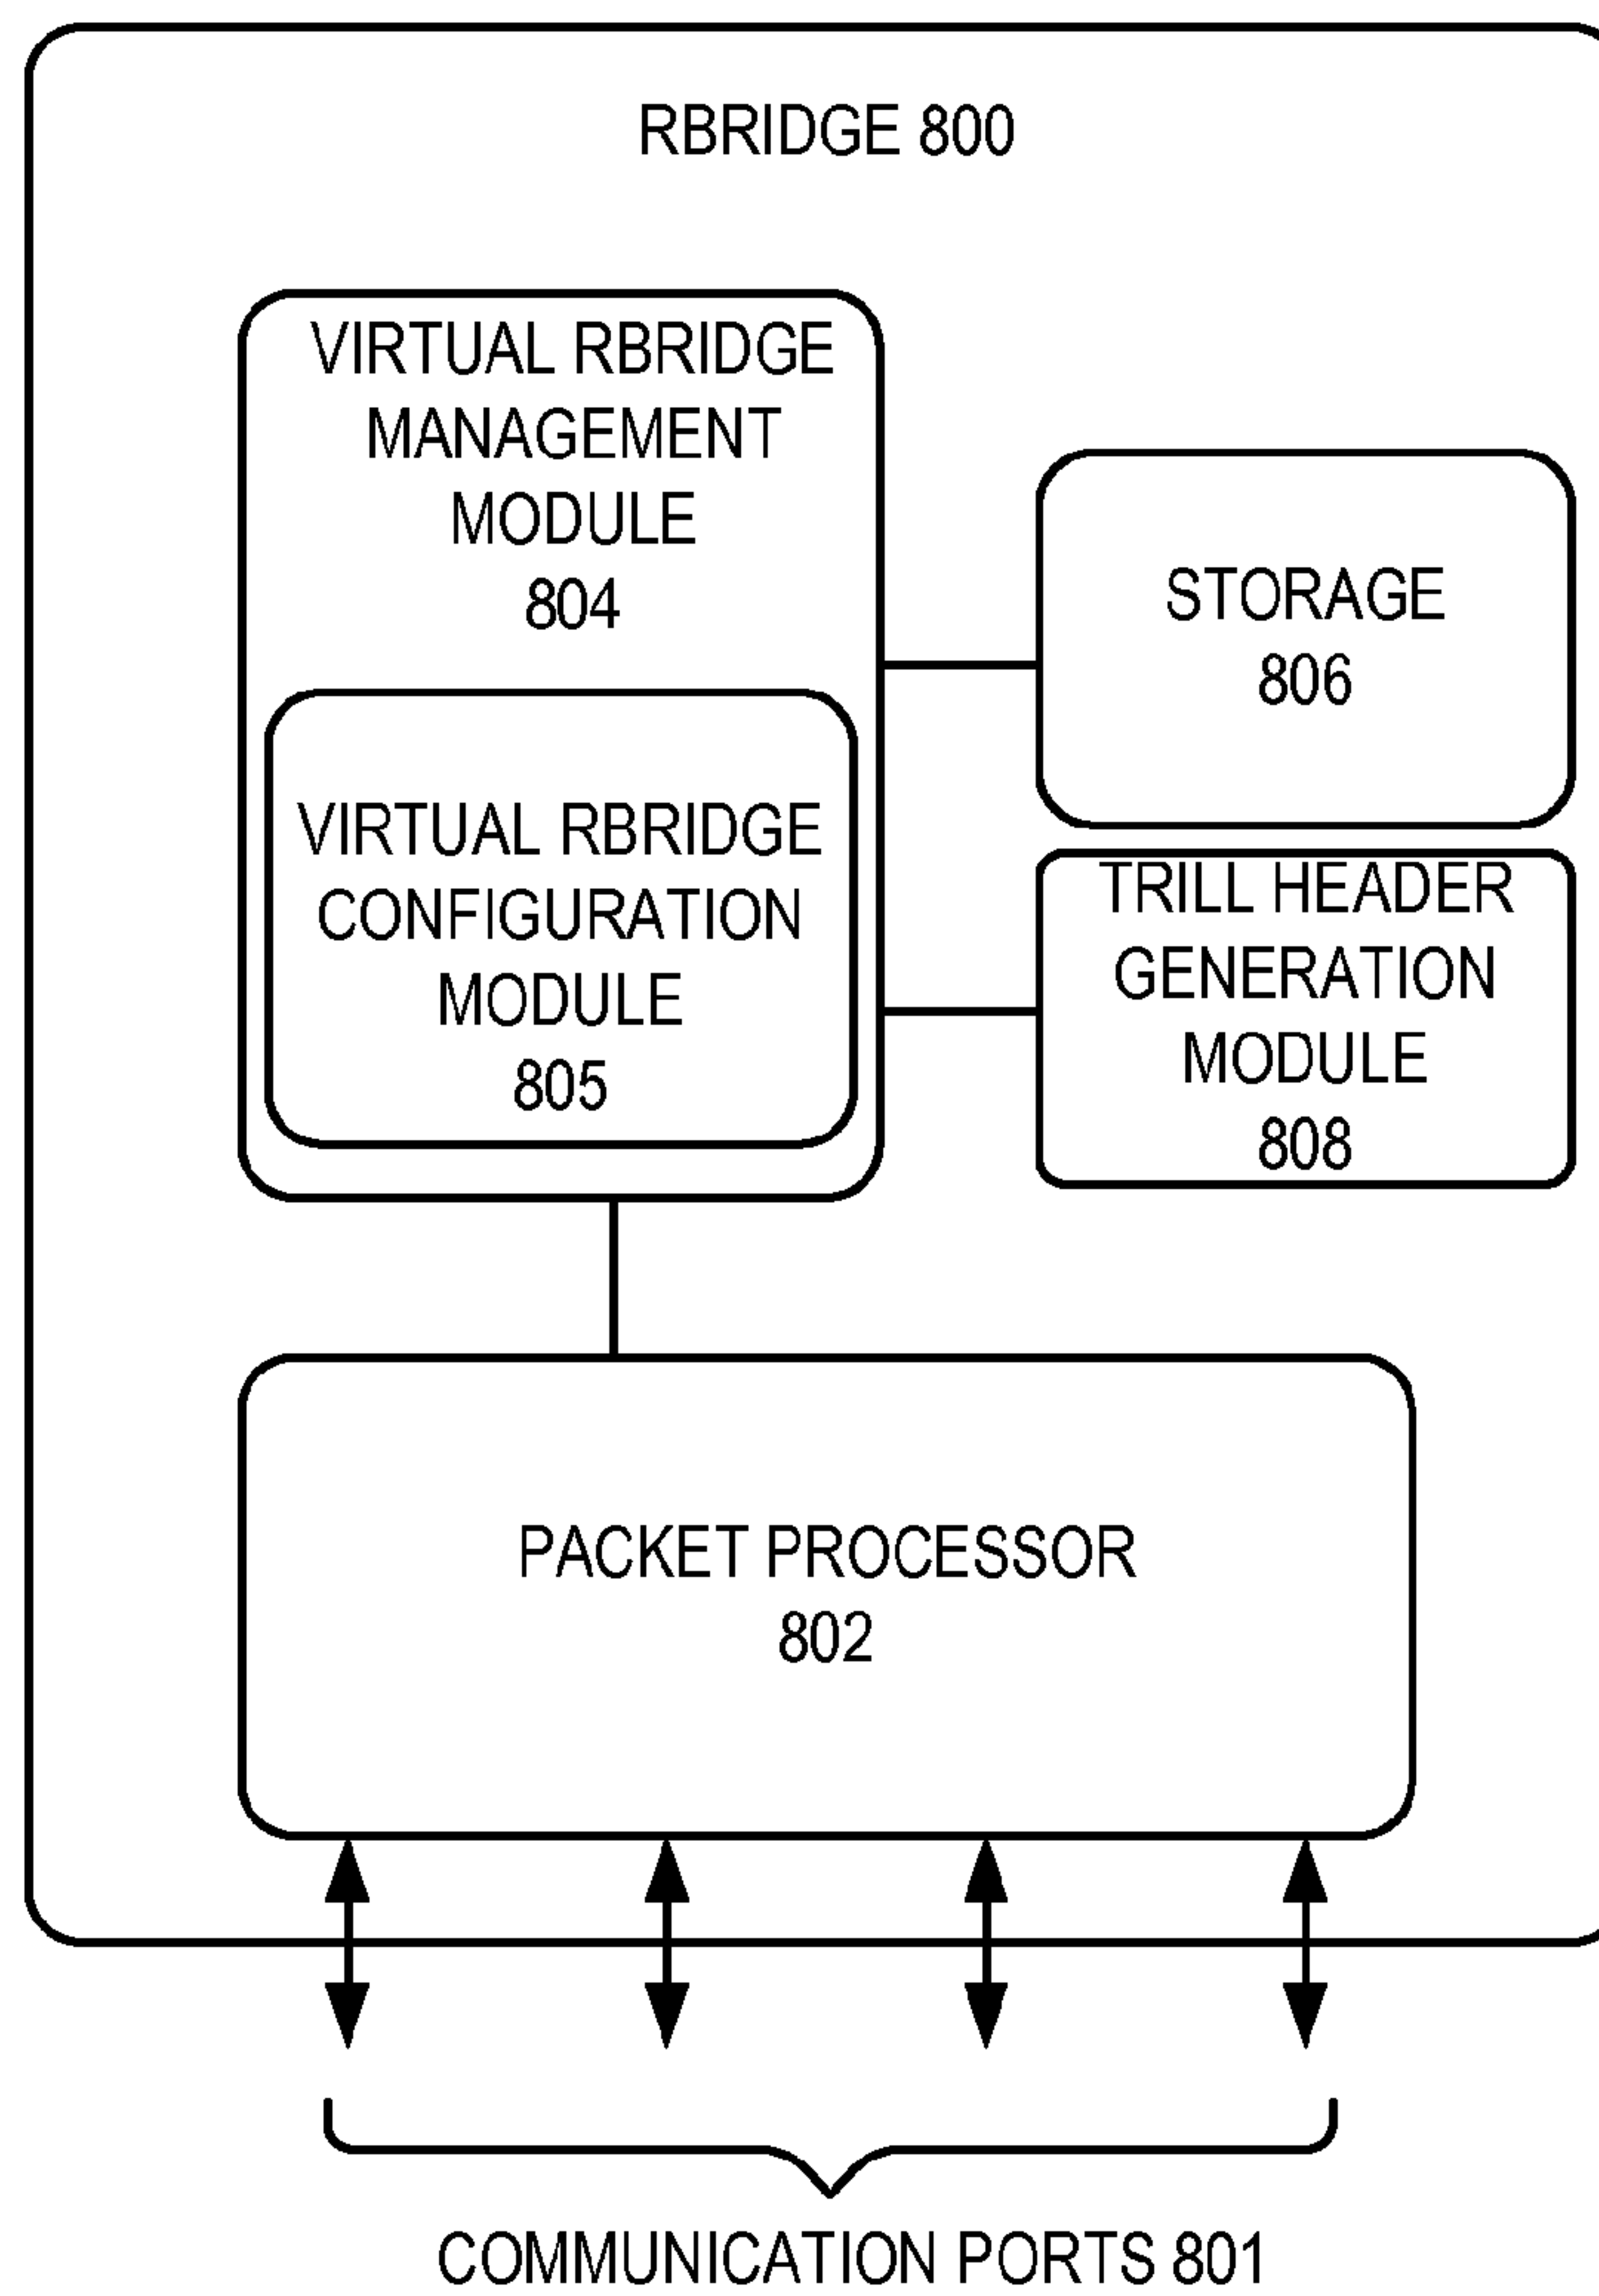 RBRIDGE 800
VIRTUAL RBRIDGE
MANAGEMENT
MODULE
804
STORAGE
806
VIRTUAL RBRIDGE
CONFIGURATION
MODULE
805
TRILL HEADER
GENERATION
MODULE
808
PACKET PROCESSOR
802
COMMUNICATION PORTS 801